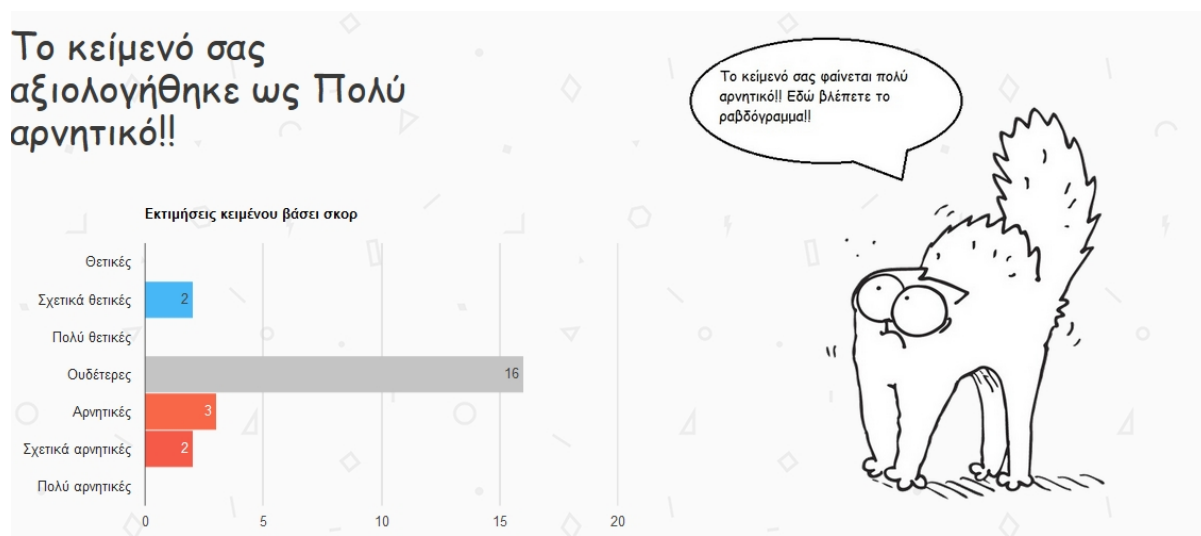 Το κείμενό σας
αξιολογήθηκε ως Πολύ
αρνητικό!!
Το κείμενό σας φαίνεται πολύ
αρνητικό!! Εδώ βλέπετε το
ραβδόγραμμα!!
Εκτιμήσεις κειμένου βάσει σκορ
Θετικές
Σχετικά θετικές 2
Πολύ θετικές
Ουδέτερες 16
Αρνητικές 3
Σχετικά αρνητικές 2
Πολύ αρνητικές
0 5 10 15 20